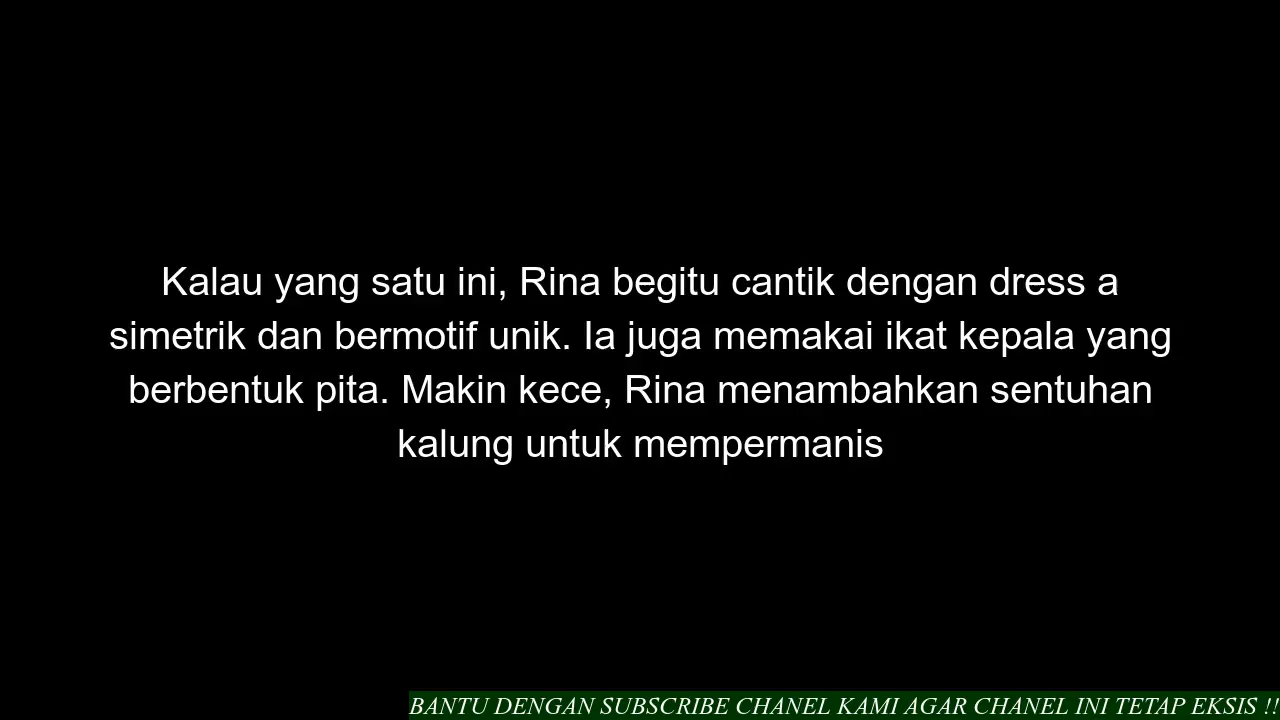 Kalau yang satu ini, Rina begitu cantik dengan dress a
simetrik dan bermotif unik. Ia juga memakai ikat kepala yang
berbentuk pita. Makin kece, Rina menambahkan sentuhan
kalung untuk mempermanis
BANTU DENGAN SUBSCRIBE CHANEL KAMI AGAR CHANEL INI TETAP EKSIS !!